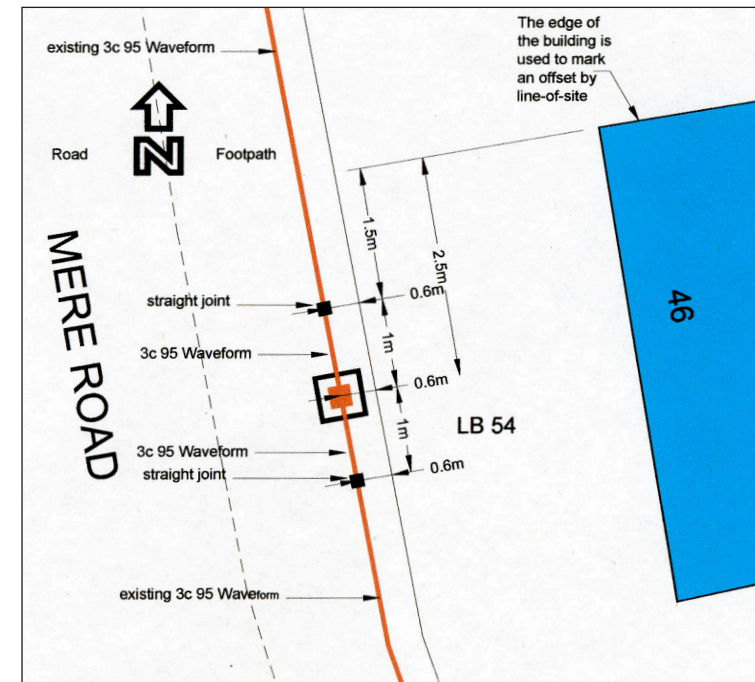 The edge of
the building is
used to mark
an offset by
line-of-site
existing 3c 95 Waveform
N
Road
Footpath
1.5m
2.5m
MERE ROAD
46
straight joint
0.6m
1m
3c 95 Waveform
0.6m
LB 54
1m
3c 95 Waveform
0.6m
straight joint
existing 3c 95 Waveform